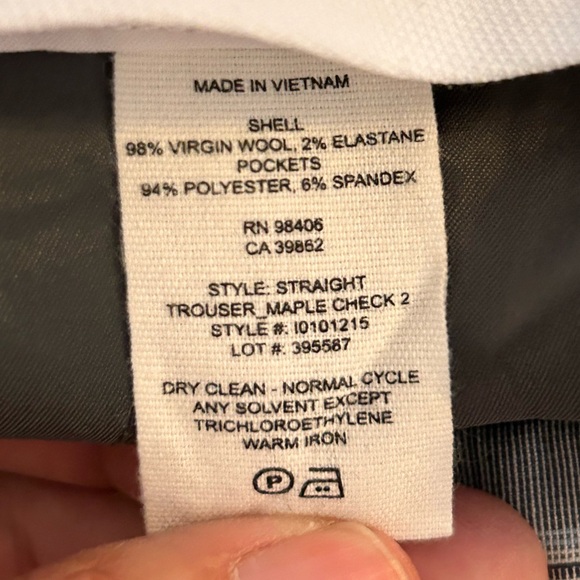 MADE IN VIETNAM
SHELL
98% VIRGIN WOOL, 2% ELASTANE
POCKETS
94% POLYESTER, 6% SPANDEX
RN 98406
CA 39862
STYLE: STRAIGHT
TROUSER_MAPLE CHECK 2
STYLE #: I0101215
LOT #: 395587
DRY CLEAN - NORMAL CYCLE
ANY SOLVENT EXCEPT
TRICHLOROETHYLENE
WARM IRON
P